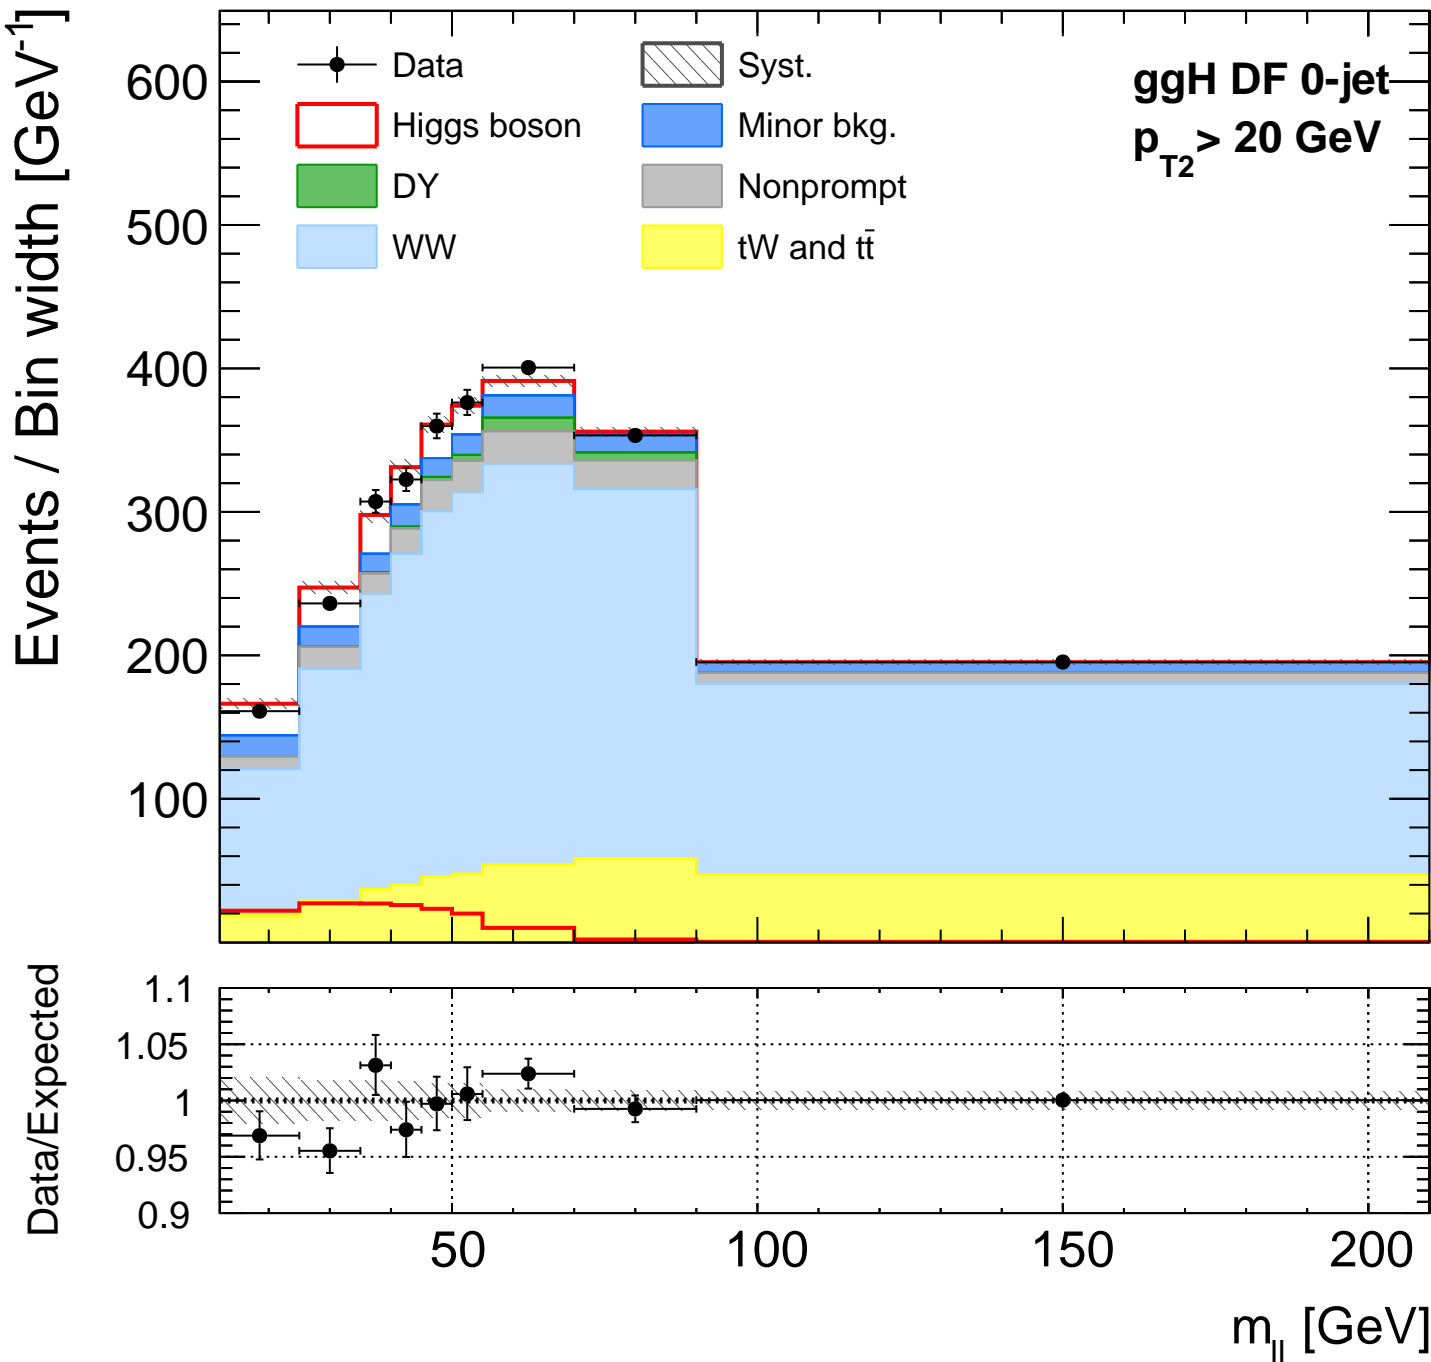 Events / Bin width [GeV⁻¹]
600
500
400
300
200
100
Data
Higgs boson
DY
WW
Syst.
Minor bkg.
Nonprompt
tW and tt̄
ggH DF 0-jet
p_T2 > 20 GeV
Data/Expected
1.1
1.05
1
0.95
0.9
50
100
150
200
m_ll [GeV]